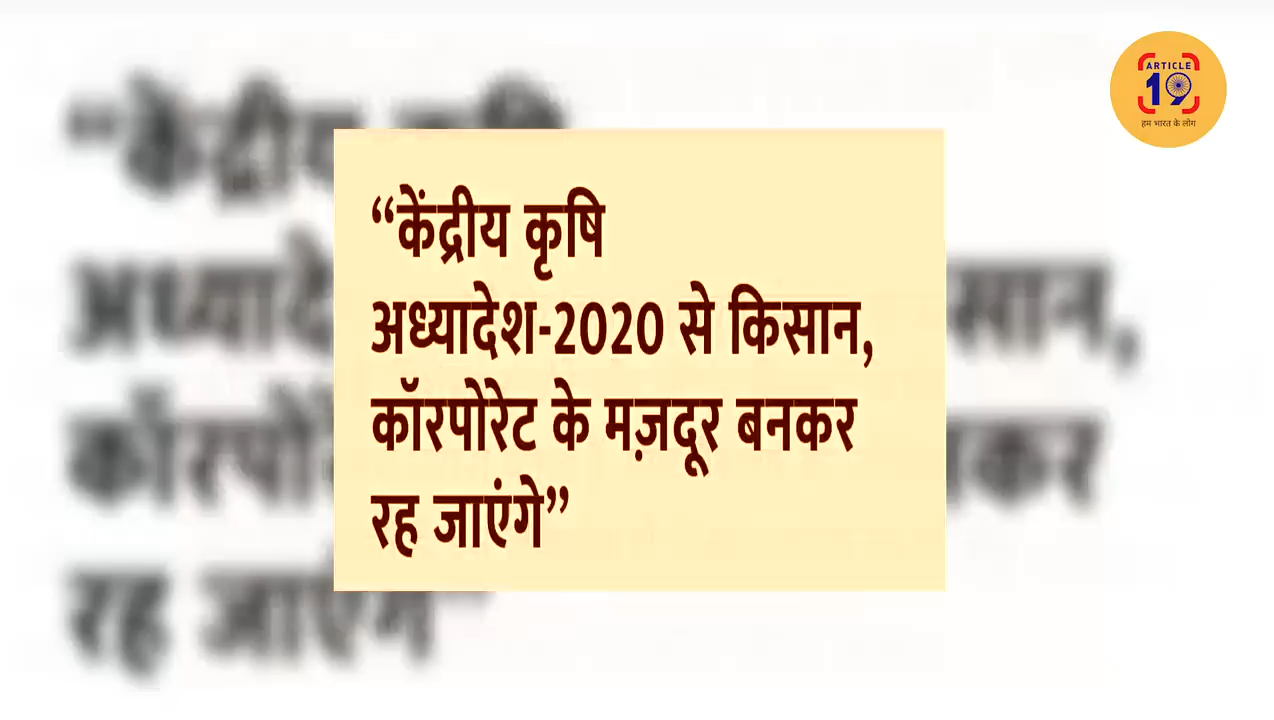 ARTICLE
19
हम भारत के लोग
“केंद्रीय कृषि
अध्यादेश-2020 से किसान,
कॉरपोरेट के मज़दूर बनकर
रह जाएंगे”